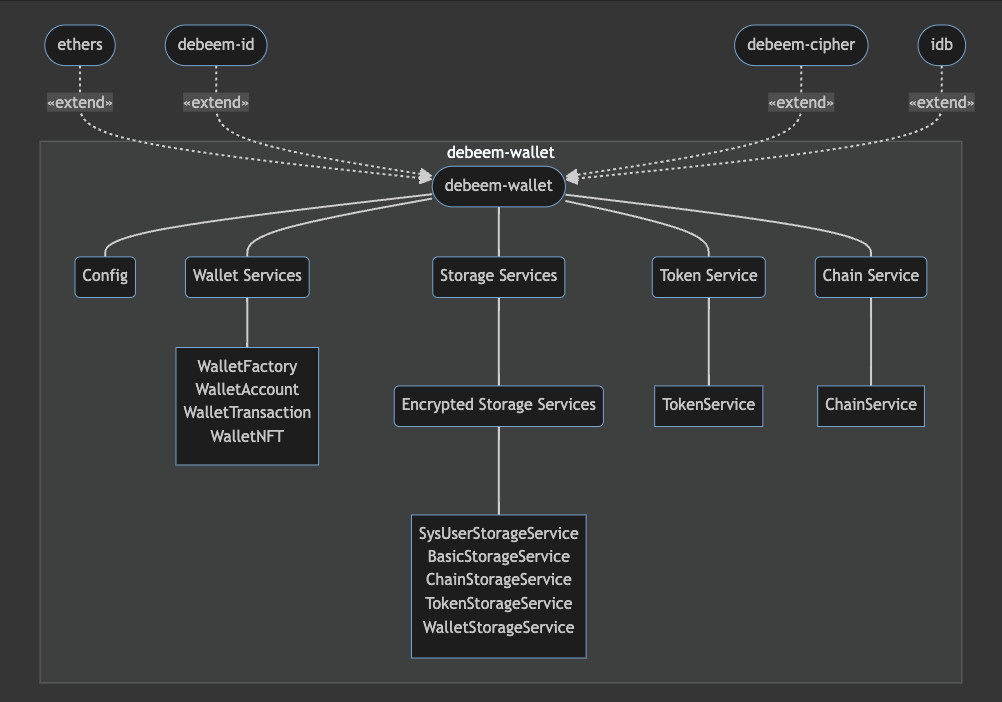 ethers
debeem-id
debeem-cipher
idb
«extend»
«extend»
«extend»
«extend»
debeem-wallet
debeem-wallet
Config
Wallet Services
Storage Services
Token Service
Chain Service
WalletFactory
WalletAccount
WalletTransaction
WalletNFT
Encrypted Storage Services
TokenService
ChainService
SysUserStorageService
BasicStorageService
ChainStorageService
TokenStorageService
WalletStorageService